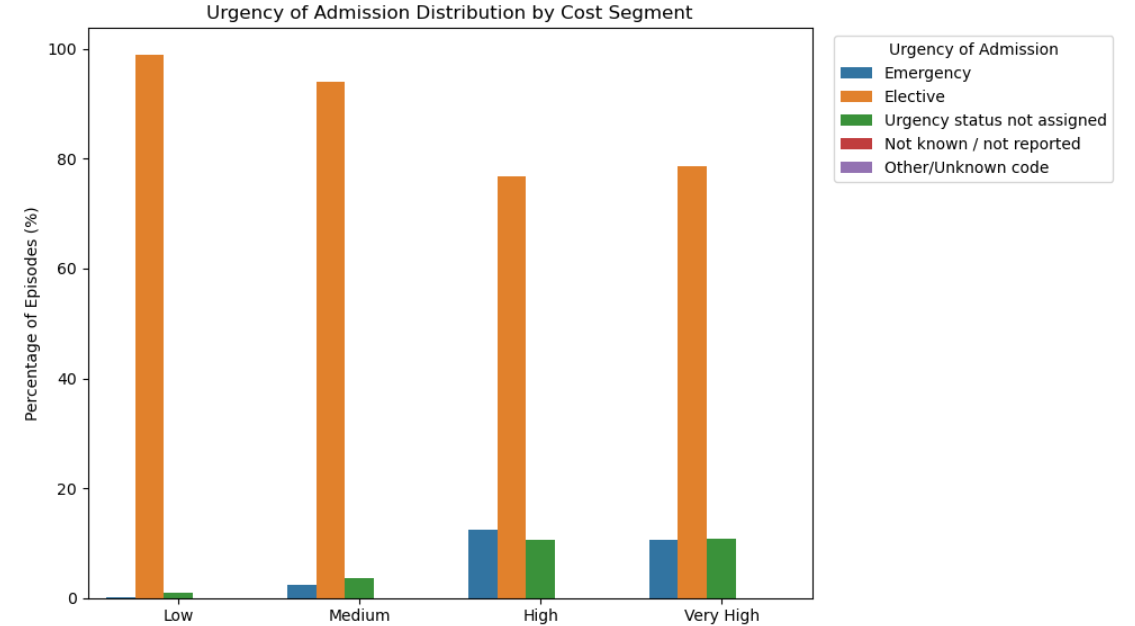 Urgency of Admission Distribution by Cost Segment
Percentage of Episodes (%)
100
80
60
40
20
0
Low
Medium
High
Very High
Urgency of Admission
Emergency
Elective
Urgency status not assigned
Not known / not reported
Other/Unknown code